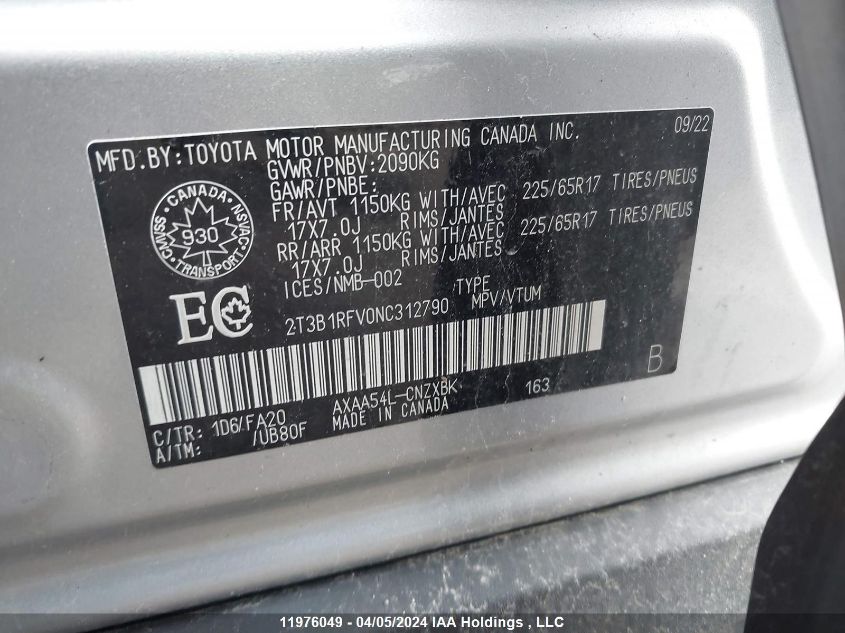 MFD.BY:TOYOTA MOTOR MANUFACTURING CANADA INC. 09/22
GVWR/PNBV:2090KG
GAWR/PNBE:
FR/AVT 1150KG WITH/AVEC 225/65R17 TIRES/PNEUS
17X7.0J RIMS/JANTES
RR/ARR 1150KG WITH/AVEC 225/65R17 TIRES/PNEUS
17X7.0J RIMS/JANTES
ICES/NMB-002
CANADA
CMVSS 930 NSVAC
TRANSPORT
EC
TYPE
2T3B1RFV0NC312790 MPV/VTUM
B
C/TR: 1D6/FA20 AXAA54L-CNZXBK 163
A/TM: /UB80F MADE IN CANADA
11976049 - 04/05/2024 IAA Holdings , LLC